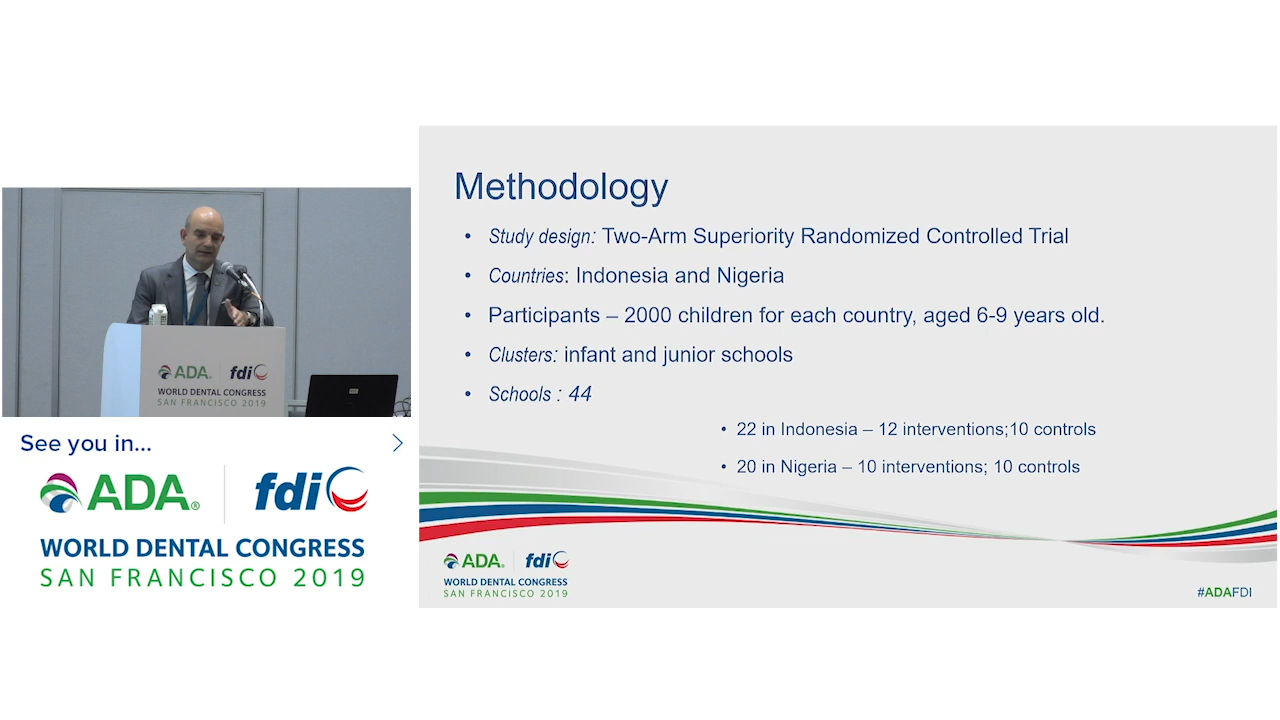 Methodology
• Study design: Two-Arm Superiority Randomized Controlled Trial
• Countries: Indonesia and Nigeria
• Participants – 2000 children for each country, aged 6-9 years old.
• Clusters: infant and junior schools
• Schools : 44
• 22 in Indonesia – 12 interventions;10 controls
• 20 in Nigeria – 10 interventions; 10 controls
ADA. fdi
WORLD DENTAL CONGRESS
SAN FRANCISCO 2019
#ADAFDI
ADA. fdi
WORLD DENTAL CONGRESS
SAN FRANCISCO 2019
See you in...
ADA® fdi
WORLD DENTAL CONGRESS
SAN FRANCISCO 2019